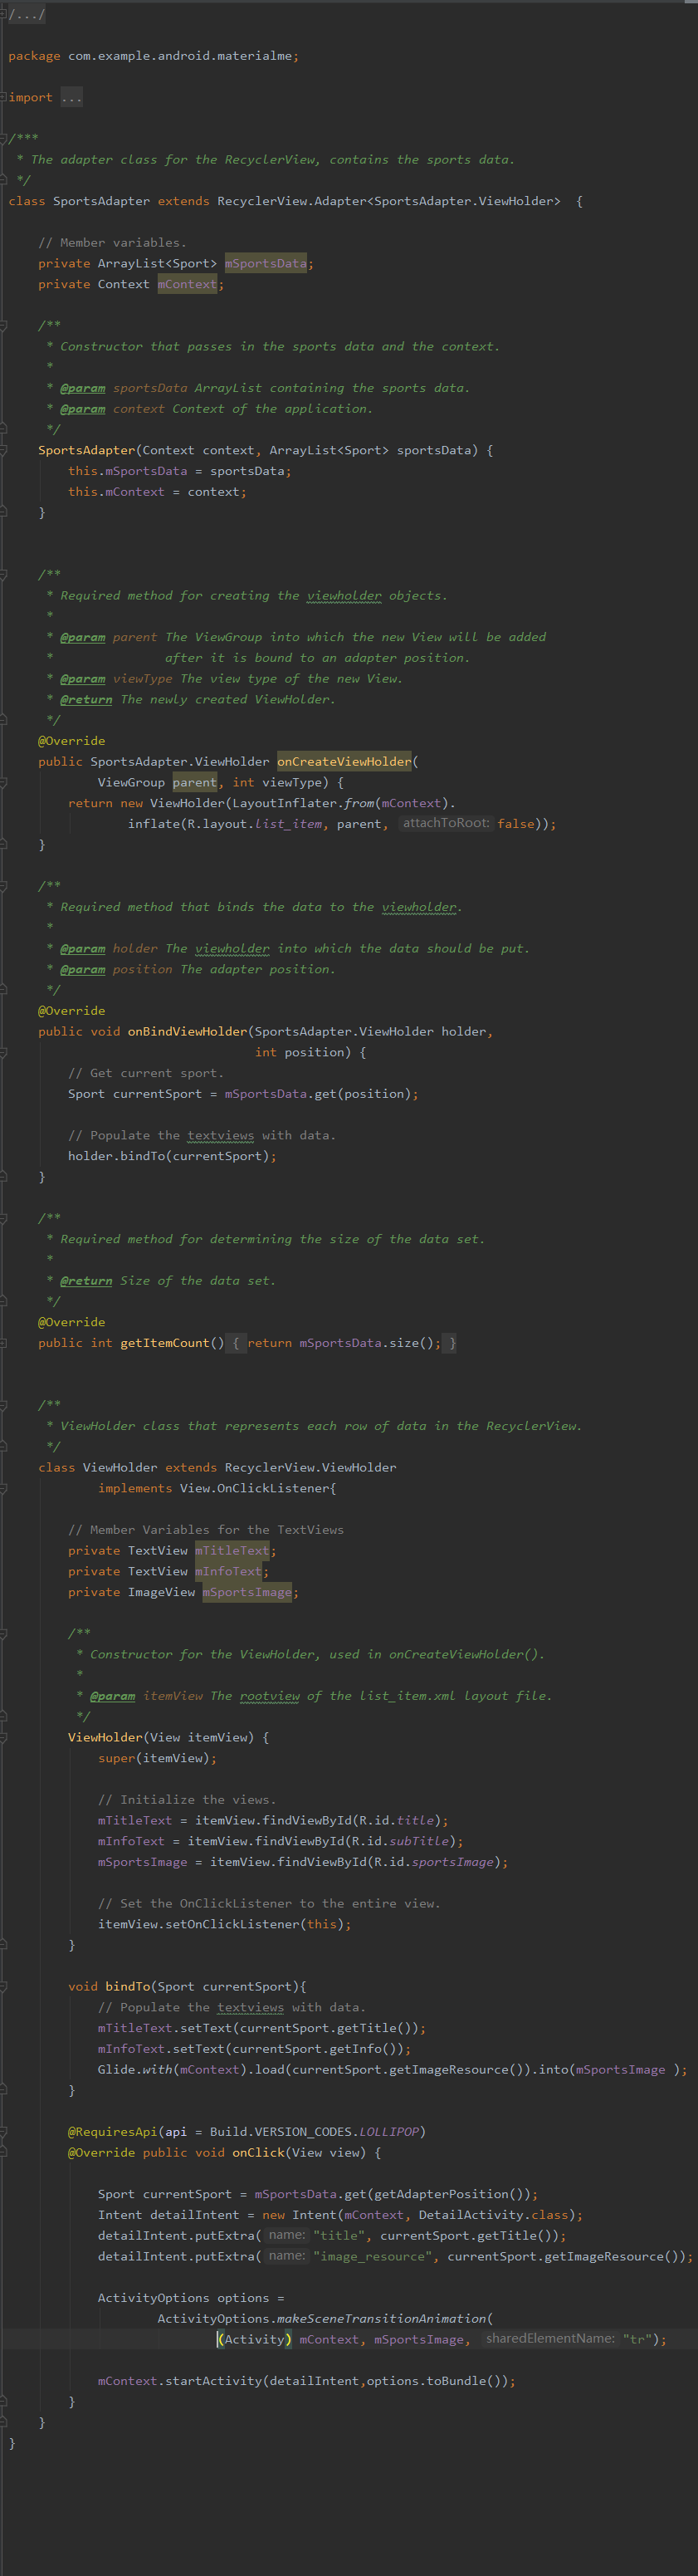 /.../
package com.example.android.materialme;
import ...
/***
 * The adapter class for the RecyclerView, contains the sports data.
 */
class SportsAdapter extends RecyclerView.Adapter<SportsAdapter.ViewHolder>  {
    // Member variables.
    private ArrayList<Sport> mSportsData;
    private Context mContext;
    /**
     * Constructor that passes in the sports data and the context.
     *
     * @param sportsData ArrayList containing the sports data.
     * @param context Context of the application.
     */
    SportsAdapter(Context context, ArrayList<Sport> sportsData) {
        this.mSportsData = sportsData;
        this.mContext = context;
    }
    /**
     * Required method for creating the viewholder objects.
     *
     * @param parent The ViewGroup into which the new View will be added
     *               after it is bound to an adapter position.
     * @param viewType The view type of the new View.
     * @return The newly created ViewHolder.
     */
    @Override
    public SportsAdapter.ViewHolder onCreateViewHolder(
            ViewGroup parent, int viewType) {
        return new ViewHolder(LayoutInflater.from(mContext).
                inflate(R.layout.list_item, parent, attachToRoot: false));
    }
    /**
     * Required method that binds the data to the viewholder.
     *
     * @param holder The viewholder into which the data should be put.
     * @param position The adapter position.
     */
    @Override
    public void onBindViewHolder(SportsAdapter.ViewHolder holder,
                                 int position) {
        // Get current sport.
        Sport currentSport = mSportsData.get(position);
        // Populate the textviews with data.
        holder.bindTo(currentSport);
    }
    /**
     * Required method for determining the size of the data set.
     *
     * @return Size of the data set.
     */
    @Override
    public int getItemCount() { return mSportsData.size(); }
    /**
     * ViewHolder class that represents each row of data in the RecyclerView.
     */
    class ViewHolder extends RecyclerView.ViewHolder
            implements View.OnClickListener{
        // Member Variables for the TextViews
        private TextView mTitleText;
        private TextView mInfoText;
        private ImageView mSportsImage;
        /**
         * Constructor for the ViewHolder, used in onCreateViewHolder().
         *
         * @param itemView The rootview of the list_item.xml layout file.
         */
        ViewHolder(View itemView) {
            super(itemView);
            // Initialize the views.
            mTitleText = itemView.findViewById(R.id.title);
            mInfoText = itemView.findViewById(R.id.subTitle);
            mSportsImage = itemView.findViewById(R.id.sportsImage);
            // Set the OnClickListener to the entire view.
            itemView.setOnClickListener(this);
        }
        void bindTo(Sport currentSport){
            // Populate the textviews with data.
            mTitleText.setText(currentSport.getTitle());
            mInfoText.setText(currentSport.getInfo());
            Glide.with(mContext).load(currentSport.getImageResource()).into(mSportsImage );
        }
        @RequiresApi(api = Build.VERSION_CODES.LOLLIPOP)
        @Override public void onClick(View view) {
            Sport currentSport = mSportsData.get(getAdapterPosition());
            Intent detailIntent = new Intent(mContext, DetailActivity.class);
            detailIntent.putExtra( name: "title", currentSport.getTitle());
            detailIntent.putExtra( name: "image_resource", currentSport.getImageResource());
            ActivityOptions options =
                    ActivityOptions.makeSceneTransitionAnimation(
                            (Activity) mContext, mSportsImage, sharedElementName: "tr");
            mContext.startActivity(detailIntent,options.toBundle());
        }
    }
}